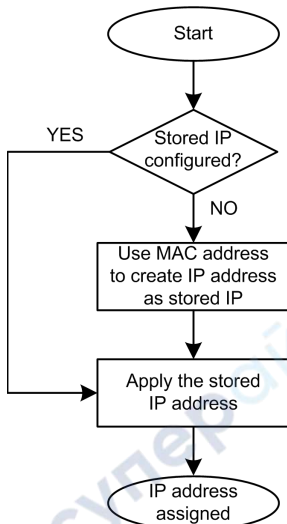 Start
Stored IP
configured?
YES
NO
Use MAC address
to create IP address
as stored IP
Apply the stored
IP address
IP address
assigned